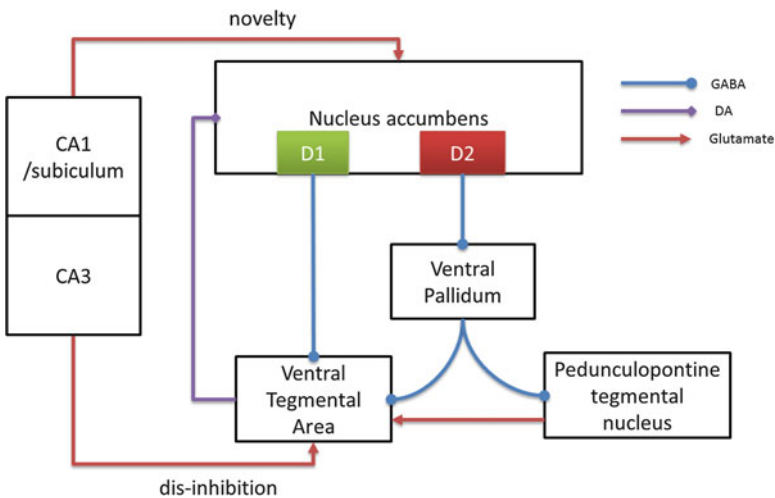 novelty
CA1
/subiculum
CA3
Nucleus accumbens
D1
D2
GABA
DA
Glutamate
Ventral
Pallidum
Ventral
Tegmental
Area
Pedunculopontine
tegmental
nucleus
dis-inhibition